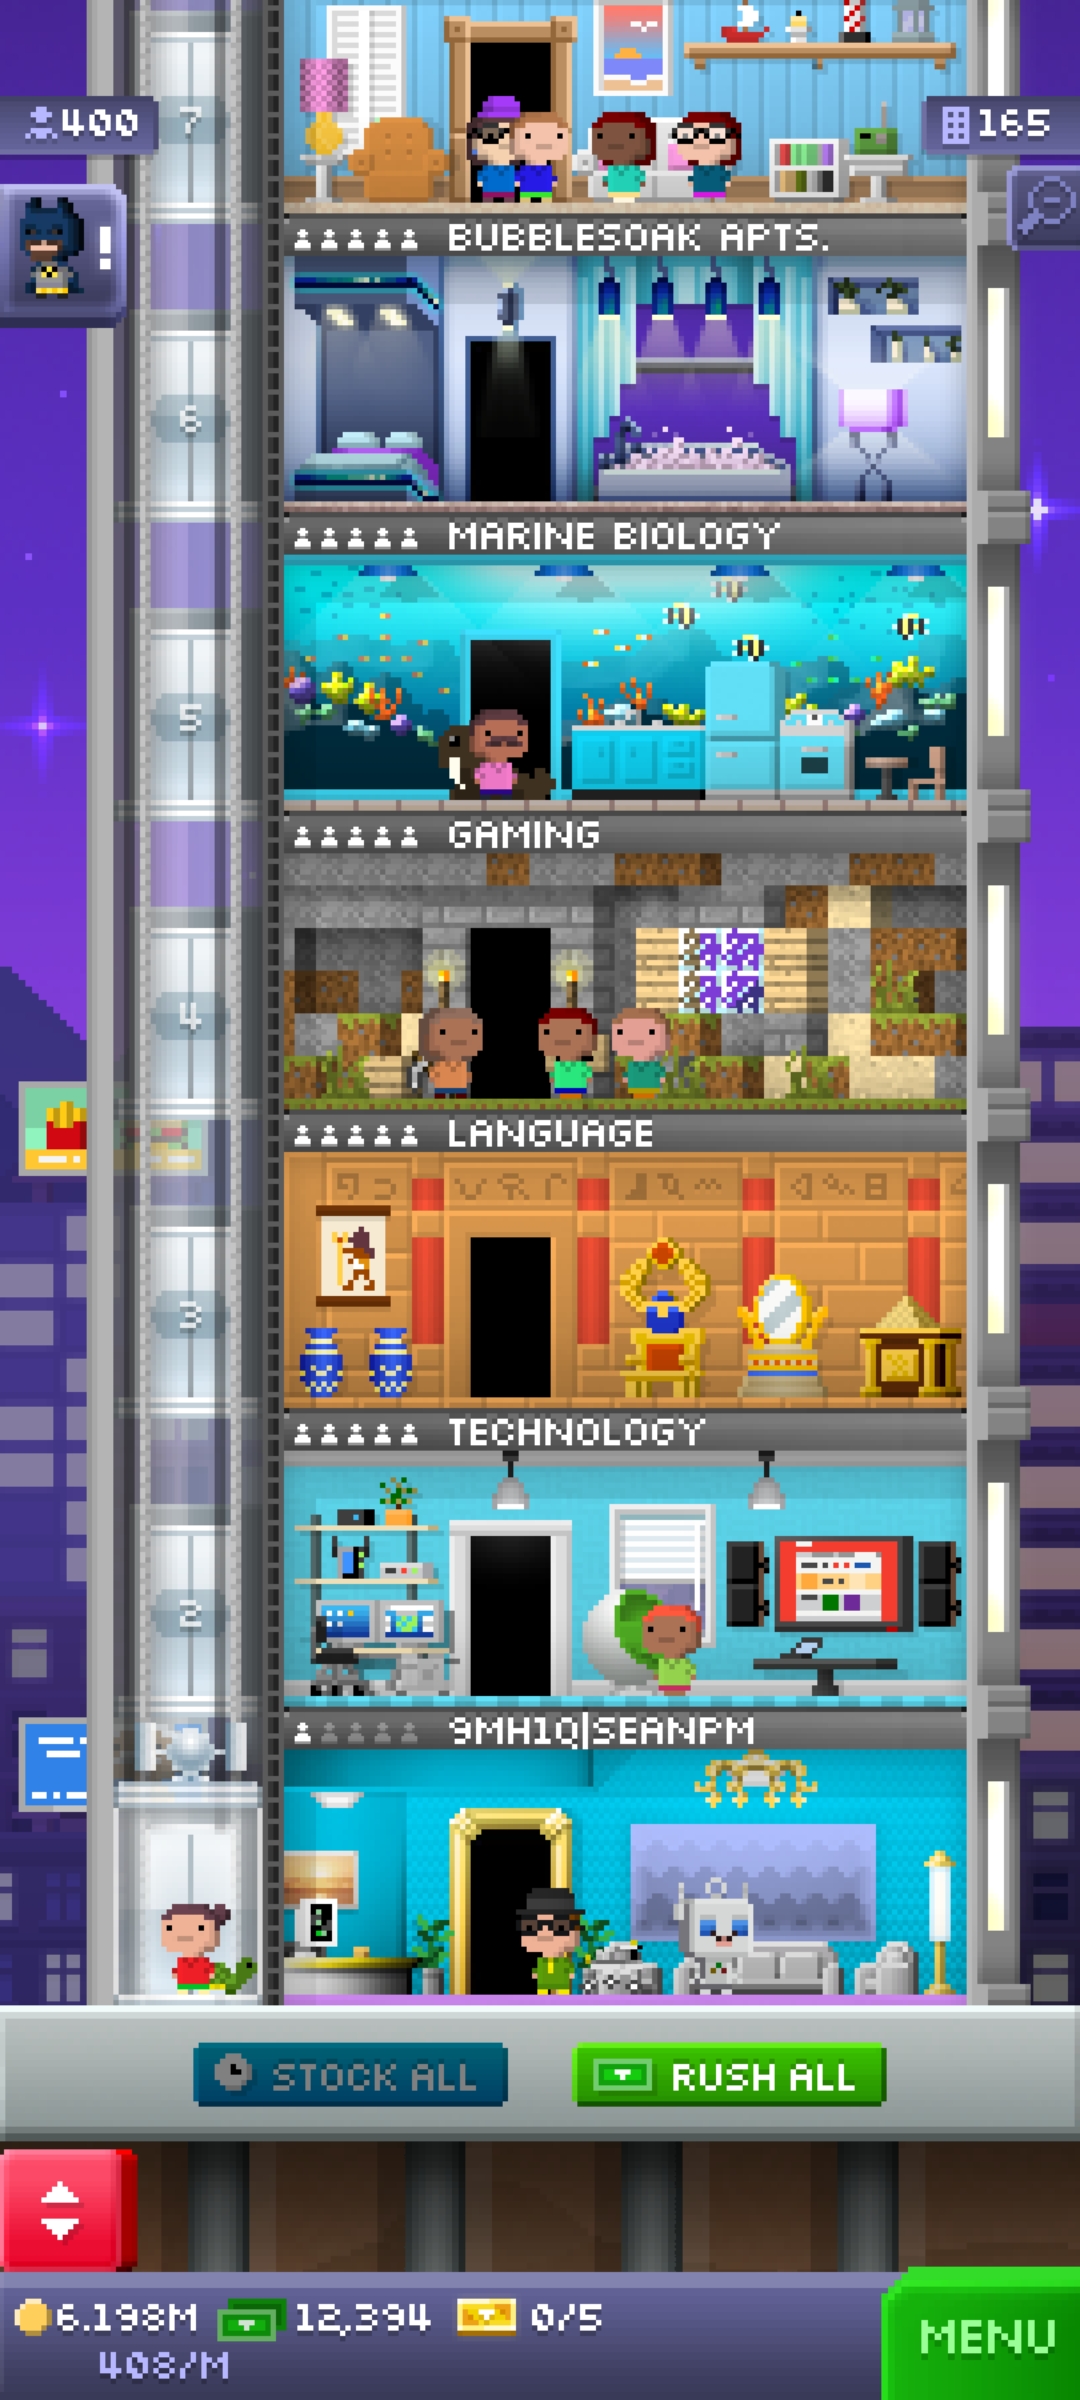 400
7
165
!
BUBBLESOAK APTS.
6
MARINE BIOLOGY
5
GAMING
4
LANGUAGE
3
TECHNOLOGY
2
9MH1Q|SEANPM
STOCK ALL
RUSH ALL
6.198M
12,394
0/5
408/M
MENU